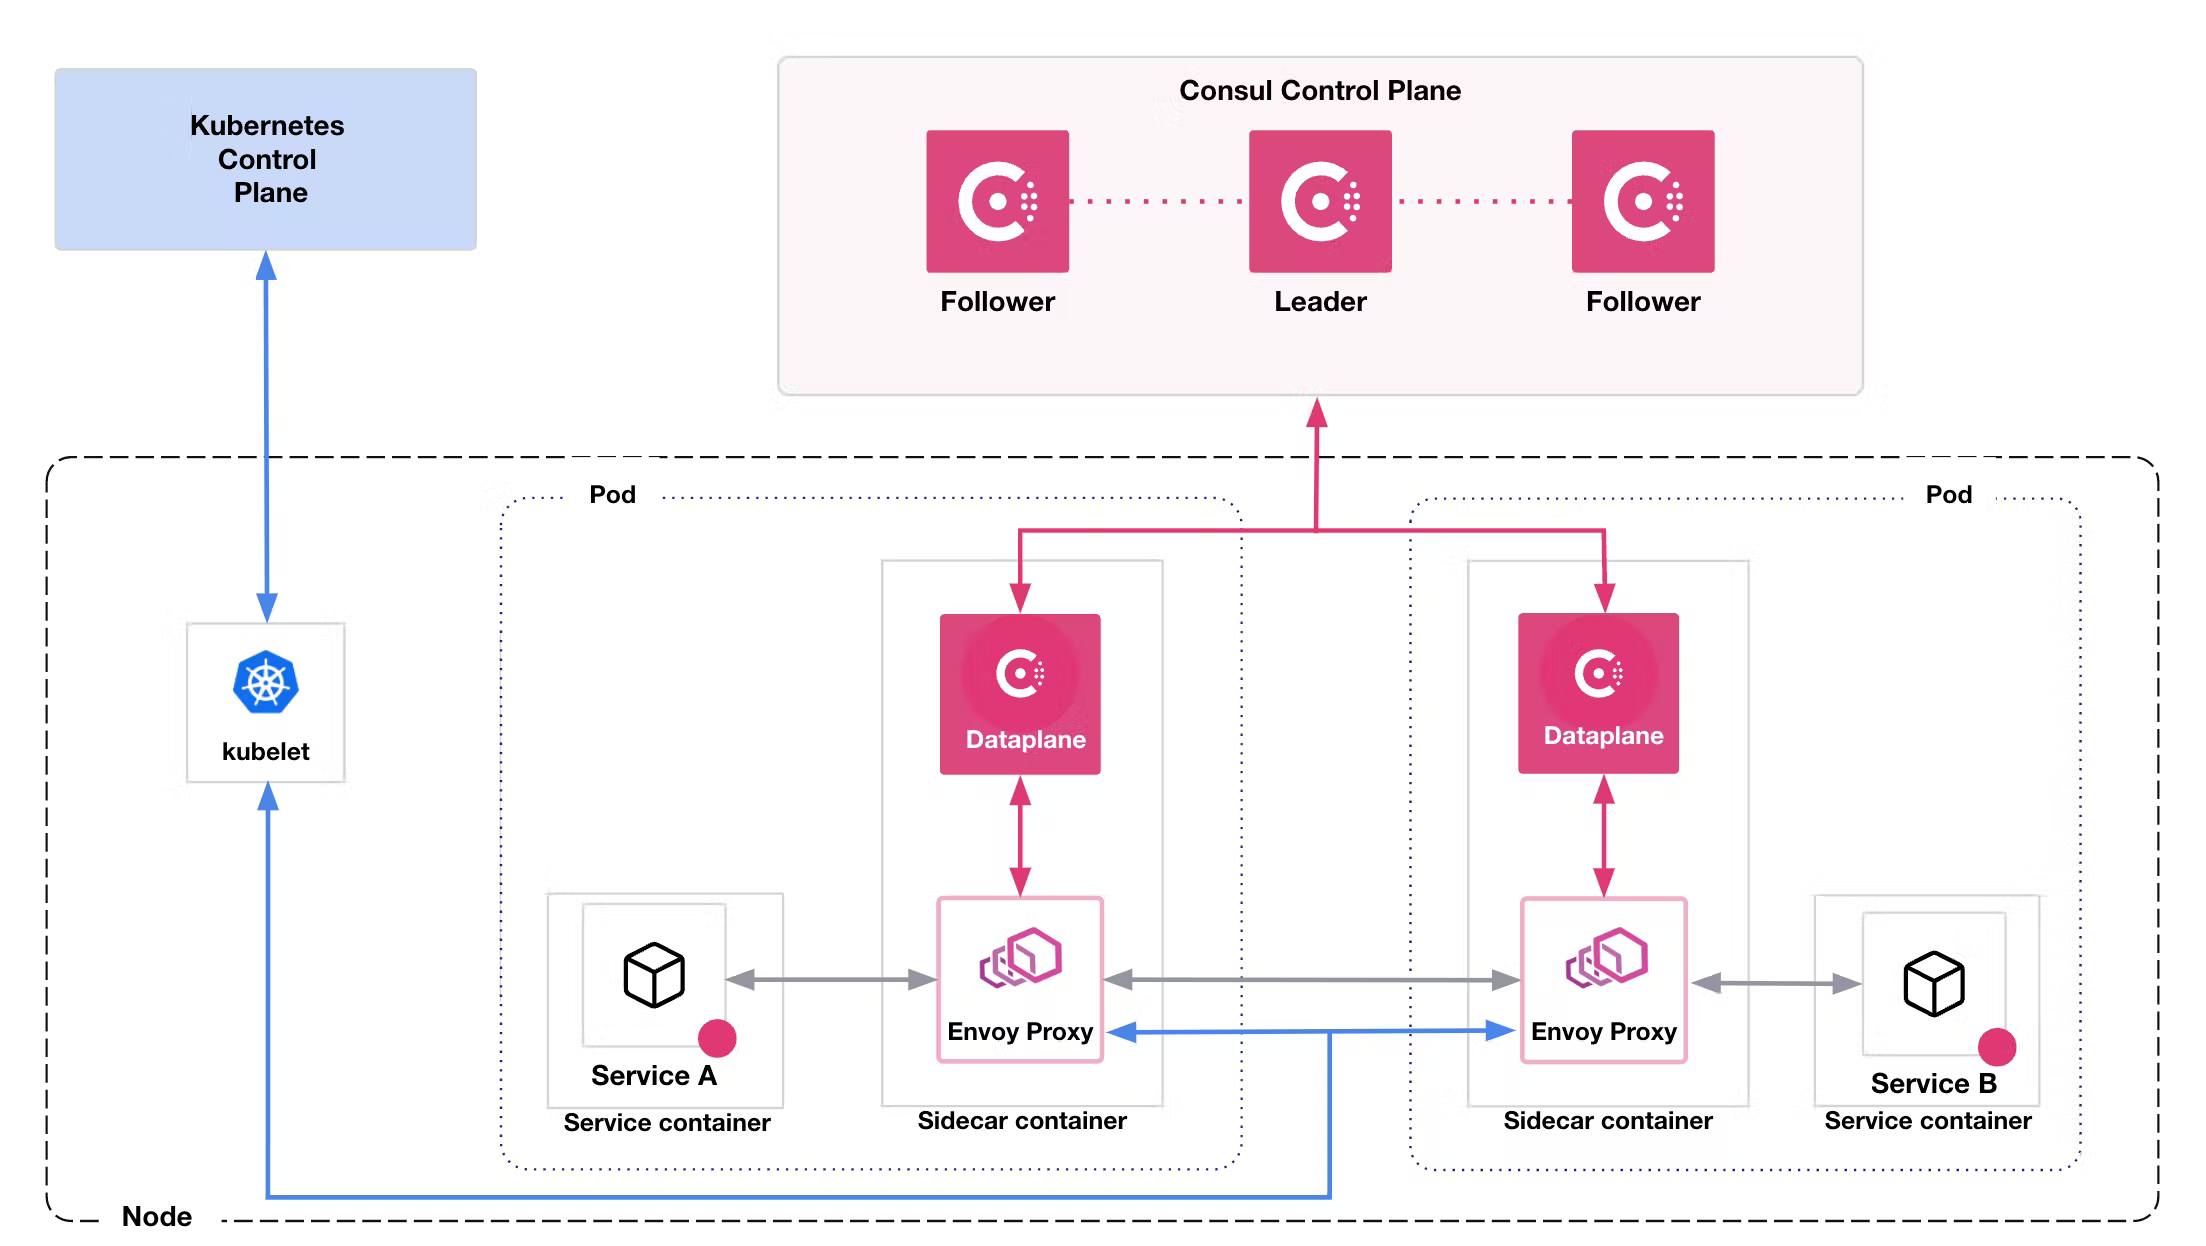 Kubernetes
Control
Plane
Consul Control Plane
Follower
Leader
Follower
Pod
Pod
kubelet
Dataplane
Dataplane
Envoy Proxy
Envoy Proxy
Service A
Service B
Service container
Sidecar container
Sidecar container
Service container
Node